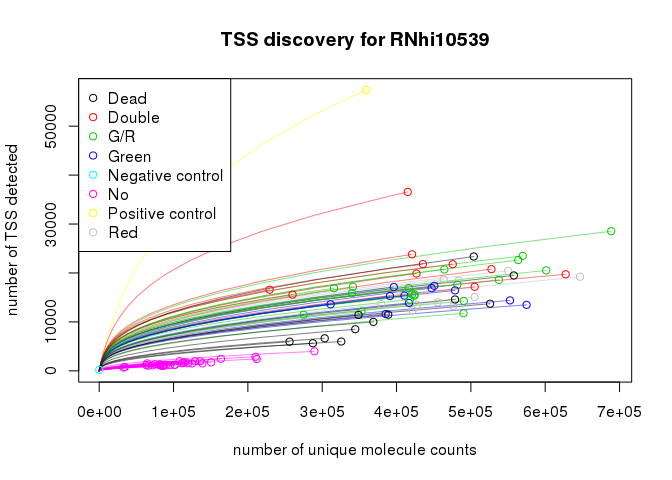 TSS discovery for RNhi10539
number of TSS detected
50000
30000
10000
0
Dead
Double
G/R
Green
Negative control
No
Positive control
Red
0e+00 1e+05 2e+05 3e+05 4e+05 5e+05 6e+05 7e+05
number of unique molecule counts